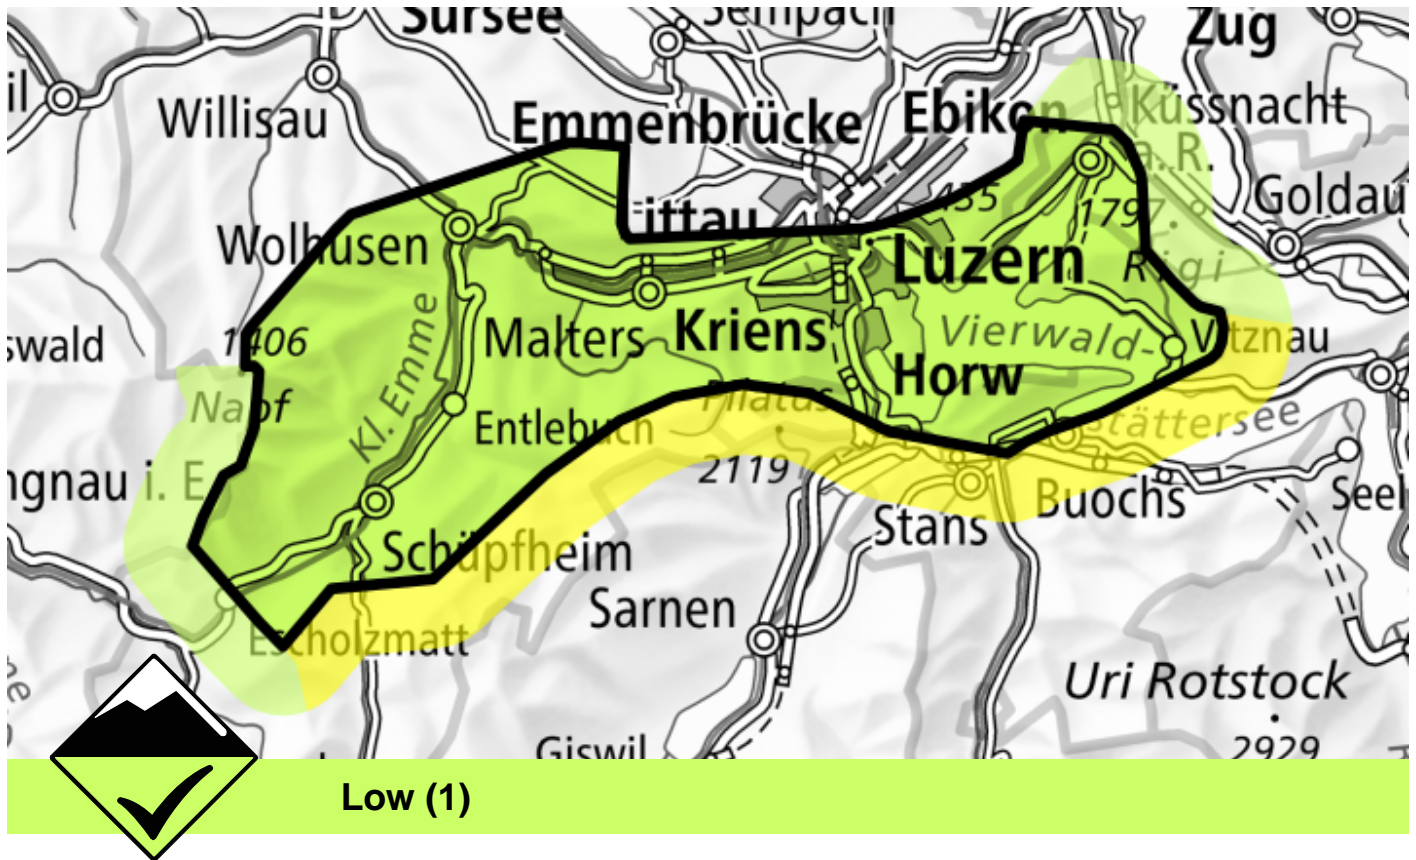 Sursee
Sempach
Zug
il
Willisau
Emmenbrücke
Ebikon
Küssnacht
a. R.
435
1797
Goldau
Littau
Wolhusen
Luzern
Rigi
swald
1406
Malters
Kriens
Vierwald-
Vitznau
Napf
Kl. Emme
Horw
Pilatus
Entlebuch
stättersee
2119
ngnau i. E.
Buochs
Seel
Stans
Schüpfheim
Sarnen
Escholzmatt
Uri Rotstock
Giswil
2929
Low (1)